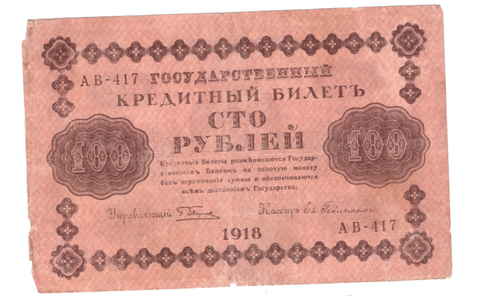 АВ-417 ГОСУДАРСТВЕННЫЙ
КРЕДИТНЫЙ БИЛЕТЪ
СТО
РУБЛЕЙ
100 100
Кредитные билеты размѣниваются Государ-
ственнымъ Банкомъ на золотую монету
безъ ограниченія суммы и обезпечиваются
всѣмъ достояніемъ Государства.
Управляющій Кассиръ
1918 АВ-417